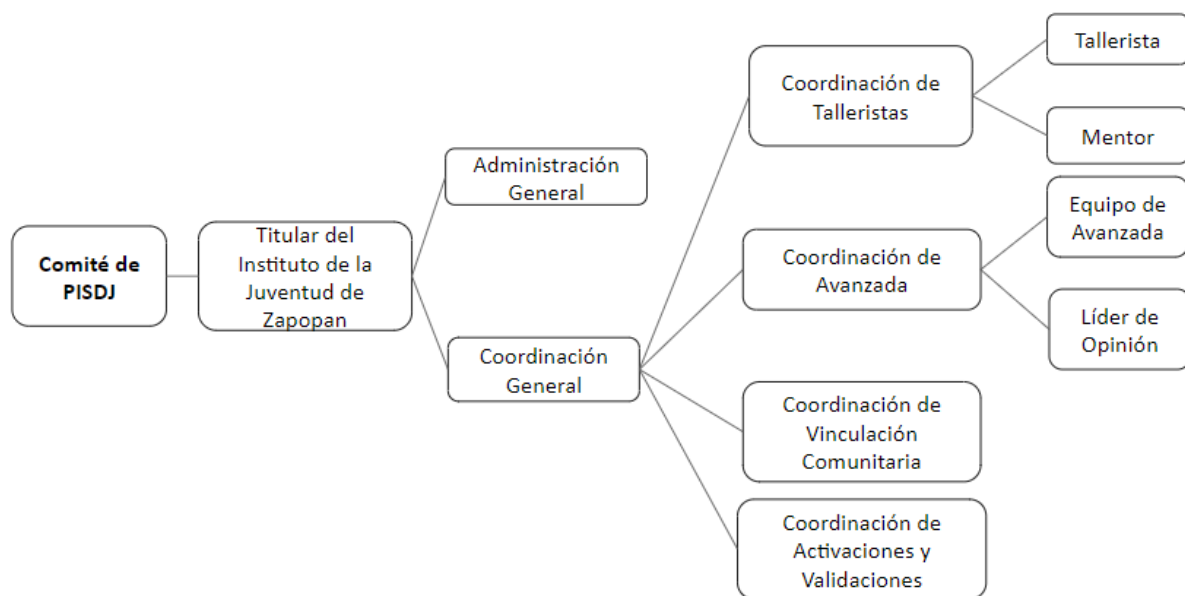 Comité de
PISDJ
Titular del
Instituto de la
Juventud de
Zapopan
Administración
General
Coordinación
General
Coordinación de
Talleristas
Tallerista
Mentor
Coordinación de
Avanzada
Equipo de
Avanzada
Líder de
Opinión
Coordinación de
Vinculación
Comunitaria
Coordinación de
Activaciones y
Validaciones